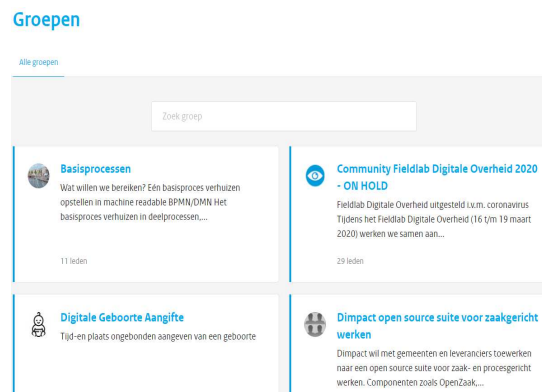 Groepen
Alle groepen
Zoek groep
Basisprocessen
Wat willen we bereiken? Eén basisproces verhuizen
opstellen in machine readable BPMN/DMN Het
basisproces verhuizen in deelprocessen,...
11 leden
Community Fieldlab Digitale Overheid 2020
- ON HOLD
Fieldlab Digitale Overheid uitgesteld i.v.m. coronavirus
Tijdens het Fieldlab Digitale Overheid (16 t/m 19 maart
2020) werken we samen aan...
29 leden
Digitale Geboorte Aangifte
Tijd-en plaats ongebonden aangeven van een geboorte
Dimpact open source suite voor zaakgericht
werken
Dimpact wil met gemeenten en leveranciers toewerken
naar een open source suite voor zaak- en procesgericht
werken. Componenten zoals OpenZaak,...